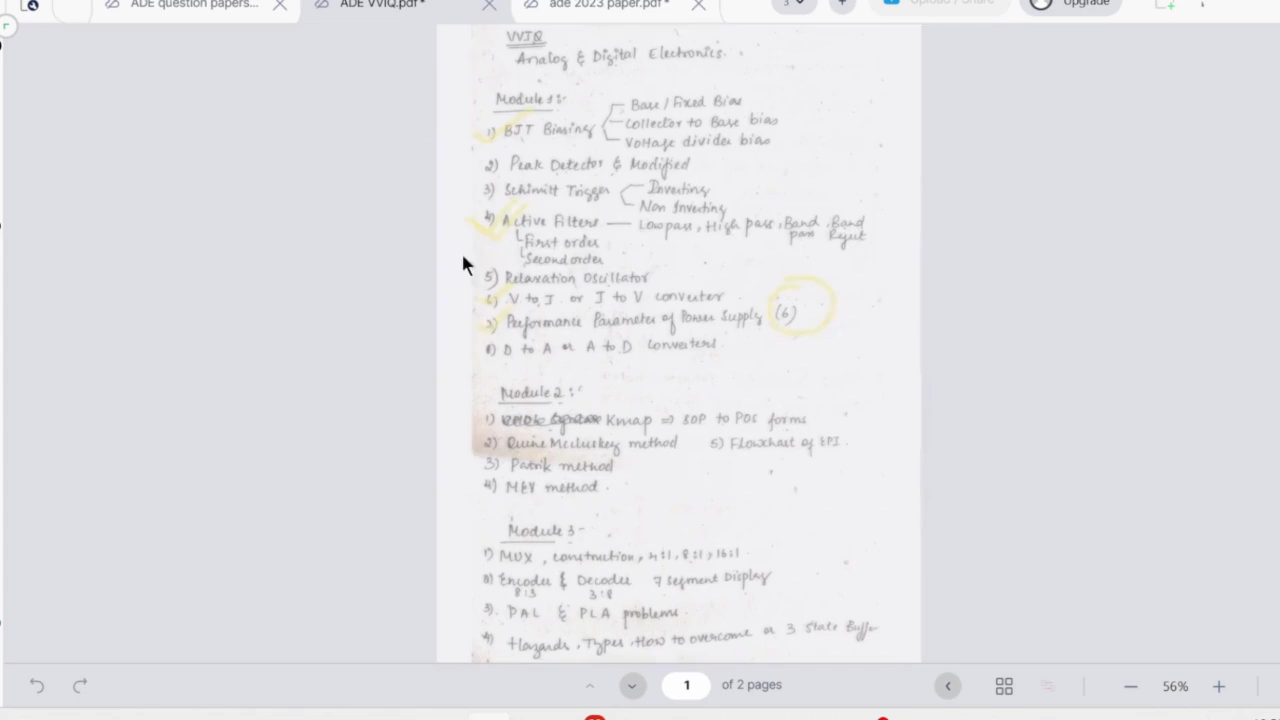 ADE question papers...
ADE VVIQ.pdf*
ade 2023 paper.pdf*
3
Upload / Share
Upgrade
VVIQ
Analog & Digital Electronics.
Module 1:-
1) BJT Biasing
Base / Fixed Bias
Collector to Base bias
Voltage divider bias
2) Peak Detector & Modified
3) Schimitt Trigger
Inverting
Non Inverting
4) Active Filters — Low pass, High pass, Band pass, Band Reject
First order
Second order
5) Relaxation Oscillator
6) V to I or I to V converter
7) Performance Parameter of Power Supply (6)
8) D to A or A to D Converters.
Module 2:-
1) Kmap => SOP to POS forms
2) Quine Mccluskey method 5) Flowchart of EPI.
3) Patrik method
4) MEV method.
Module 3-
1) MUX, construction, 4:1, 8:1, 16:1
2) Encoder & Decoder 7 segment Display
8:3 3:8
3). PAL & PLA problems.
4) Hazards, Types, How to overcome or 3 State Buffer
1
of 2 pages
56%